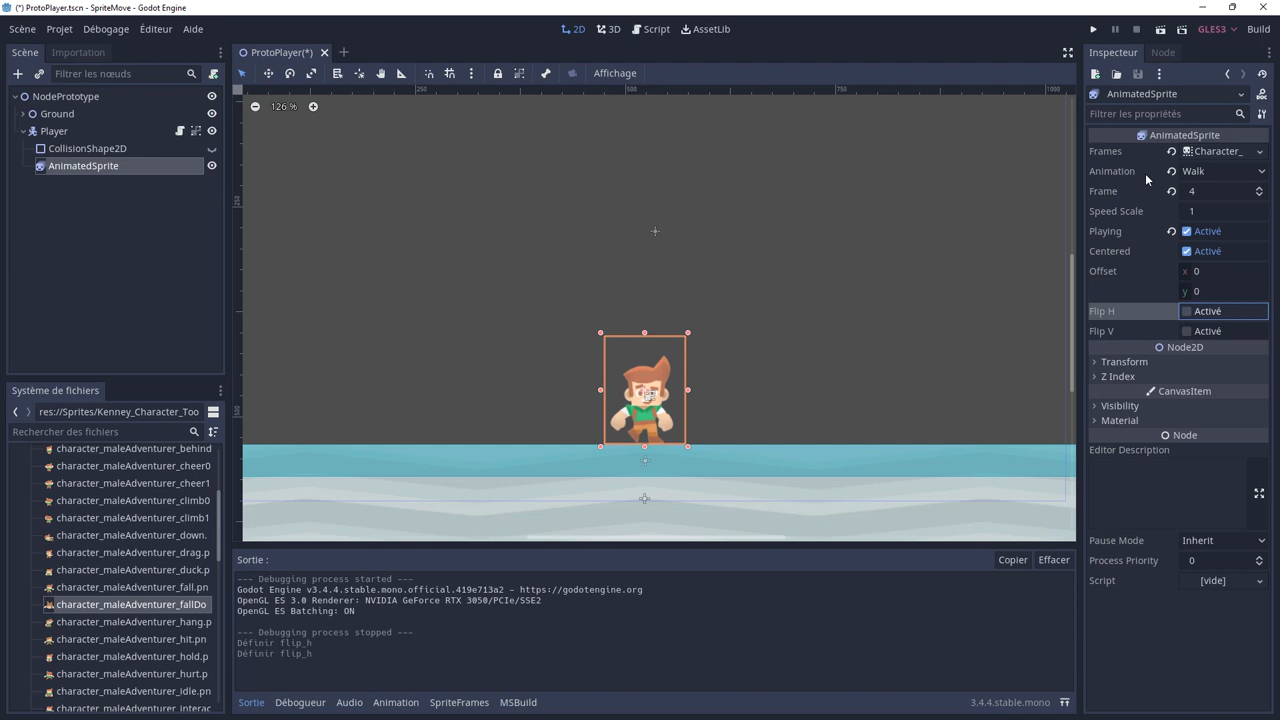 (*) ProtoPlayer.tscn - SpriteMove - Godot Engine
Scène Projet Débogage Éditeur Aide
2D 3D Script AssetLib
GLES3 Build
Scène Importation
Filtrer les nœuds
NodePrototype
Ground
Player
CollisionShape2D
AnimatedSprite
Système de fichiers
res://Sprites/Kenney_Character_Too
Rechercher des fichiers
character_maleAdventurer_behind
character_maleAdventurer_cheer0
character_maleAdventurer_cheer1
character_maleAdventurer_climb0
character_maleAdventurer_climb1
character_maleAdventurer_down.
character_maleAdventurer_drag.p
character_maleAdventurer_duck.p
character_maleAdventurer_fall.pn
character_maleAdventurer_fallDo
character_maleAdventurer_hang.p
character_maleAdventurer_hit.pn
character_maleAdventurer_hold.p
character_maleAdventurer_hurt.p
character_maleAdventurer_idle.pn
character_maleAdventurer_interac
ProtoPlayer(*)
Affichage
250 500 750 1000
126 %
250
500
Sortie :
Copier Effacer
--- Debugging process started ---
Godot Engine v3.4.4.stable.mono.official.419e713a2 - https://godotengine.org
OpenGL ES 3.0 Renderer: NVIDIA GeForce RTX 3050/PCIe/SSE2
OpenGL ES Batching: ON
--- Debugging process stopped ---
Définir flip_h
Définir flip_h
Sortie Débogueur Audio Animation SpriteFrames MSBuild
3.4.4.stable.mono
Inspecteur Node
AnimatedSprite
Filtrer les propriétés
AnimatedSprite
Frames Character_
Animation Walk
Frame 4
Speed Scale 1
Playing Activé
Centered Activé
Offset x 0
y 0
Flip H Activé
Flip V Activé
Node2D
Transform
Z Index
CanvasItem
Visibility
Material
Node
Editor Description
Pause Mode Inherit
Process Priority 0
Script [vide]